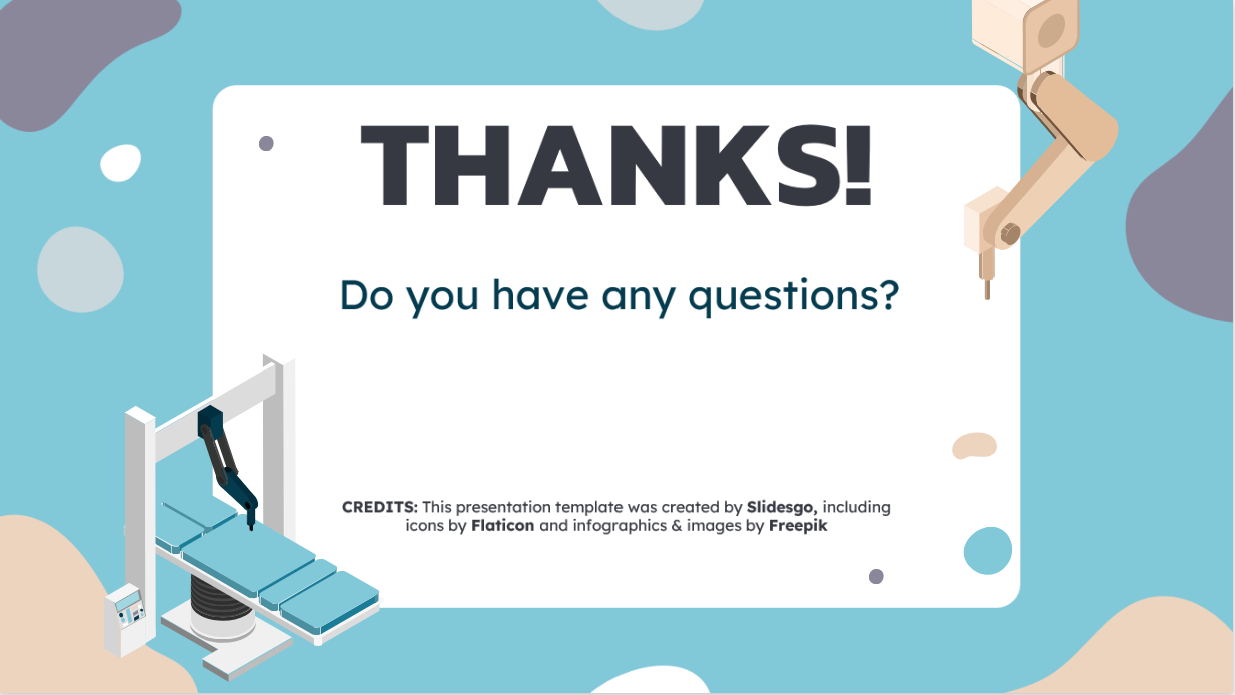 THANKS!
Do you have any questions?
CREDITS: This presentation template was created by Slidesgo, including
icons by Flaticon and infographics & images by Freepik